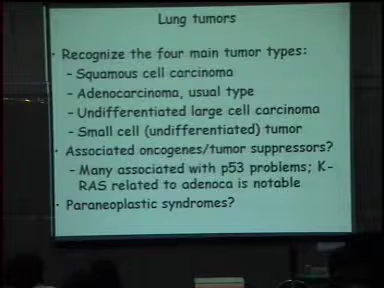 Lung tumors
· Recognize the four main tumor types:
- Squamous cell carcinoma
- Adenocarcinoma, usual type
- Undifferentiated large cell carcinoma
- Small cell (undifferentiated) tumor
· Associated oncogenes/tumor suppressors?
- Many associated with p53 problems; K-
RAS related to adenoca is notable
· Paraneoplastic syndromes?